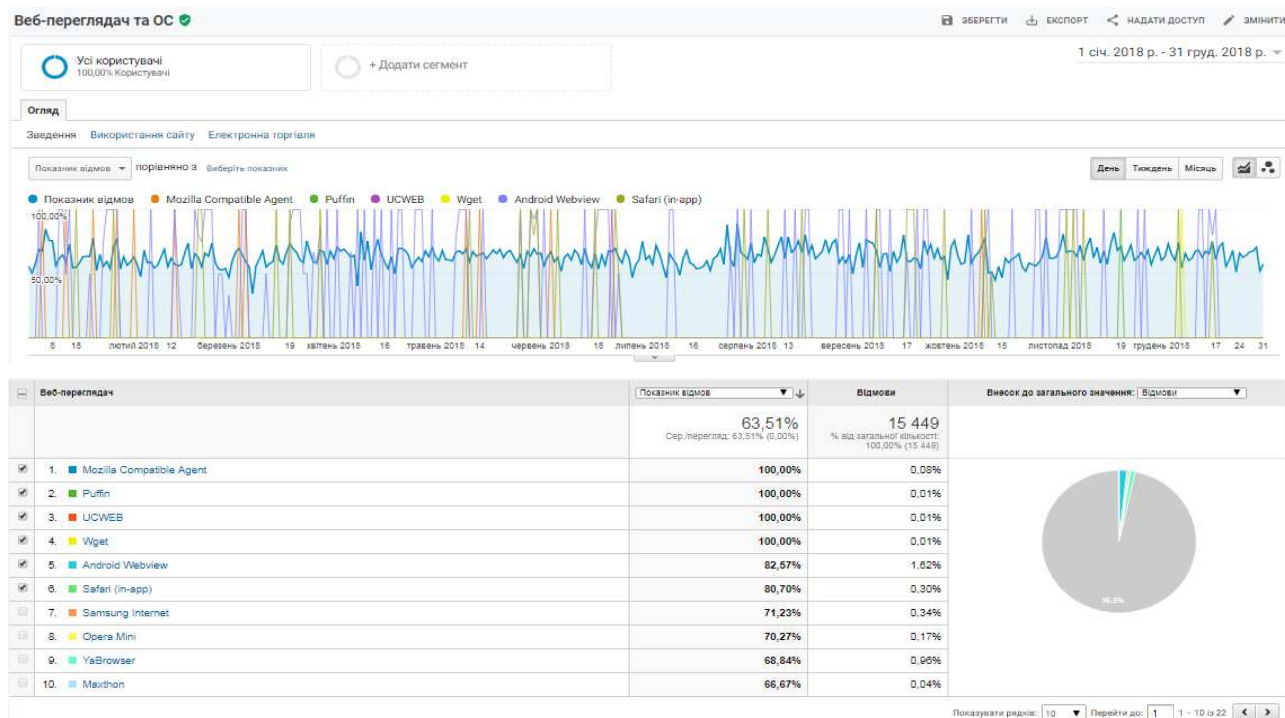 Веб-переглядач та ОС
ЗБЕРЕГТИ ЕКСПОРТ НАДАТИ ДОСТУП ЗМІНИТИ
Усі користувачі
100,00% Користувачі
+ Додати сегмент
1 січ. 2018 р. - 31 груд. 2018 р.
Огляд
Зведення Використання сайту Електронна торгівля
Показник відмов порівняно з Виберіть показник
День Тиждень Місяць
Показник відмов Mozilla Compatible Agent Puffin UCWEB Wget Android Webview Safari (in-app)
100,00%
50,00%
8 15 лютий 2018 12 березень 2018 19 квітень 2018 16 травень 2018 14 червень 2018 18 липень 2018 16 серпень 2018 13 вересень 2018 17 жовтень 2018 15 листопад 2018 19 грудень 2018 17 24 31
Веб-переглядач Показник відмов Відмови Внесок до загального значення: Відмови
63,51% 15 449
Сер./перегляд: 63,51% (0,00%) % від загальної кількості: 100,00% (15 449)
1. Mozilla Compatible Agent 100,00% 0,08%
2. Puffin 100,00% 0,01%
3. UCWEB 100,00% 0,01%
4. Wget 100,00% 0,01%
5. Android Webview 82,57% 1,62%
6. Safari (in-app) 80,70% 0,30%
7. Samsung Internet 71,23% 0,34%
8. Opera Mini 70,27% 0,17%
9. YaBrowser 68,84% 0,96%
10. Maxthon 66,67% 0,04%
Показувати рядків: 10 Перейти до: 1 1 – 10 із 22